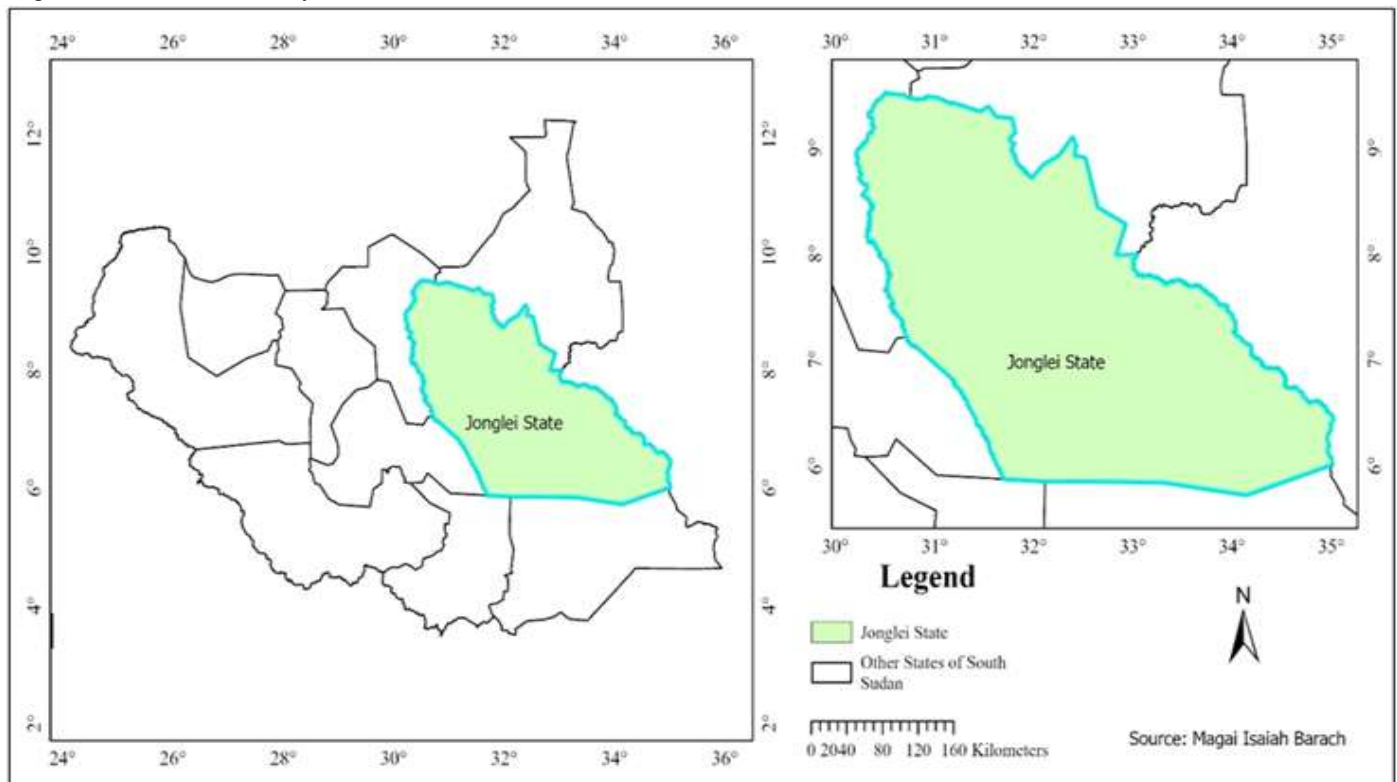 24° 26° 28° 30° 32° 34° 36°
30° 31° 32° 33° 34° 35°
12° 12°
10° 10°
8° 8°
6° 6°
4° 4°
2° 2°
Jonglei State
24° 26° 28° 30° 32° 34° 36°
9° 9°
8° 8°
7° 7°
6° 6°
Jonglei State
30° 31° 32° 33° 34° 35°
Legend
Jonglei State
Other States of South
Sudan
0 2040 80 120 160 Kilometers
N
Source: Magai Isaiah Barach